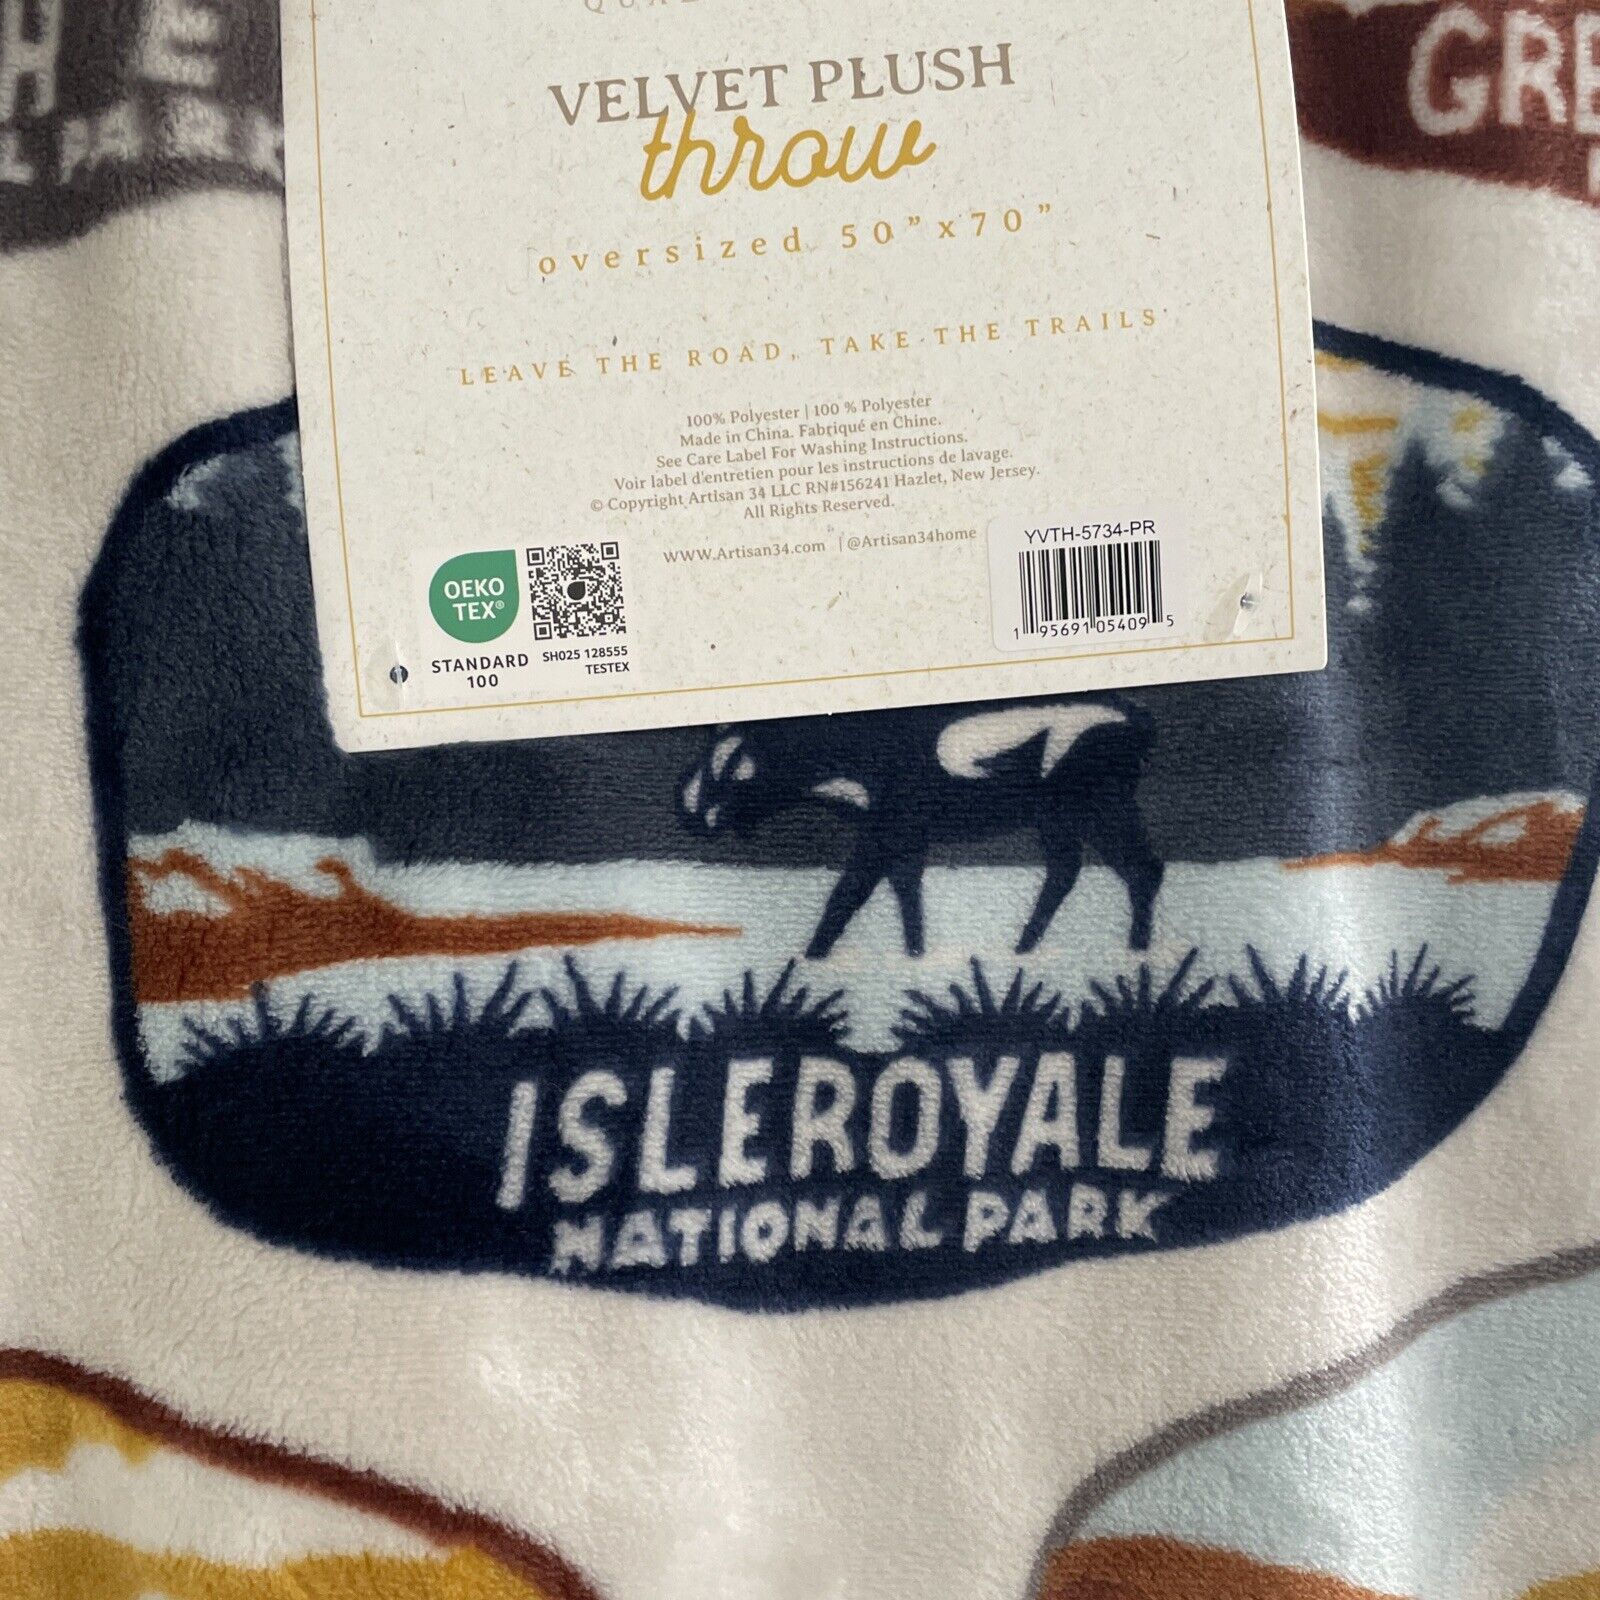 VELVET PLUSH
throw
oversized 50" x 70"
LEAVE THE ROAD, TAKE THE TRAILS
100% Polyester | 100 % Polyester
Made in China. Fabriqué en Chine.
See Care Label For Washing Instructions.
Voir label d'entretien pour les instructions de lavage.
© Copyright Artisan 34 LLC RN#156241 Hazlet, New Jersey.
All Rights Reserved.
www.Artisan34.com | @Artisan34home
YVTH-5734-PR
1 95691 05409 5
OEKO
TEX®
STANDARD
100
SH025 128555
TESTEX
ISLE ROYALE
NATIONAL PARK